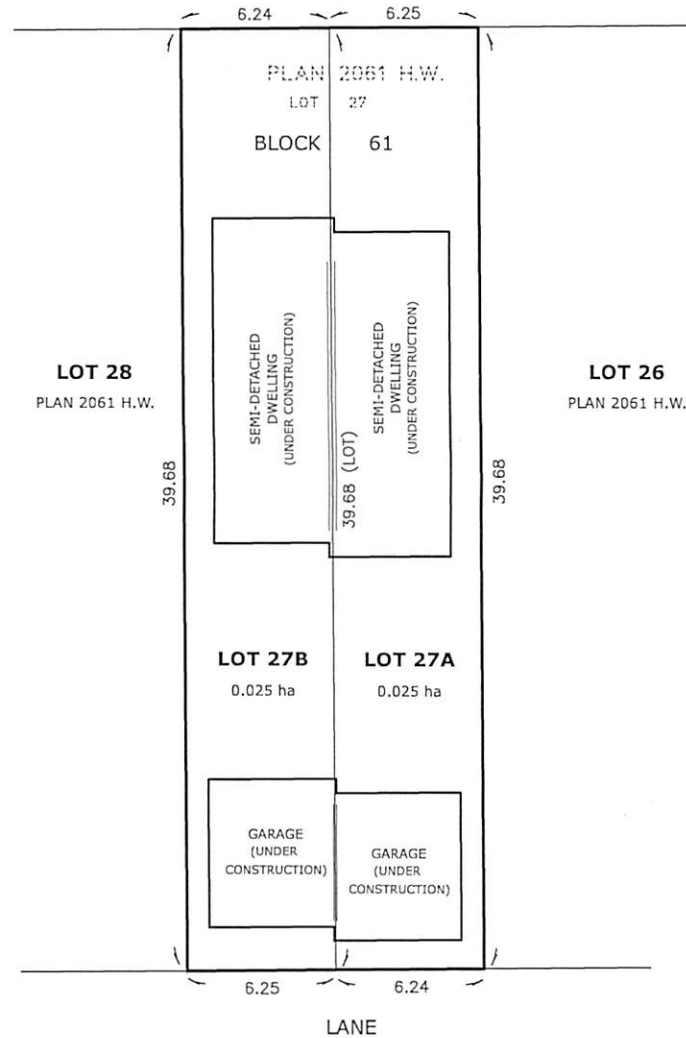 6.24 6.25
PLAN 2061 H.W.
LOT 27
BLOCK 61
SEMI-DETACHED
DWELLING
(UNDER CONSTRUCTION)
SEMI-DETACHED
DWELLING
(UNDER CONSTRUCTION)
LOT 28
PLAN 2061 H.W.
LOT 26
PLAN 2061 H.W.
39.68
39.68 (LOT)
39.68
LOT 27B
0.025 ha
LOT 27A
0.025 ha
GARAGE
(UNDER
CONSTRUCTION)
GARAGE
(UNDER
CONSTRUCTION)
6.25 6.24
LANE